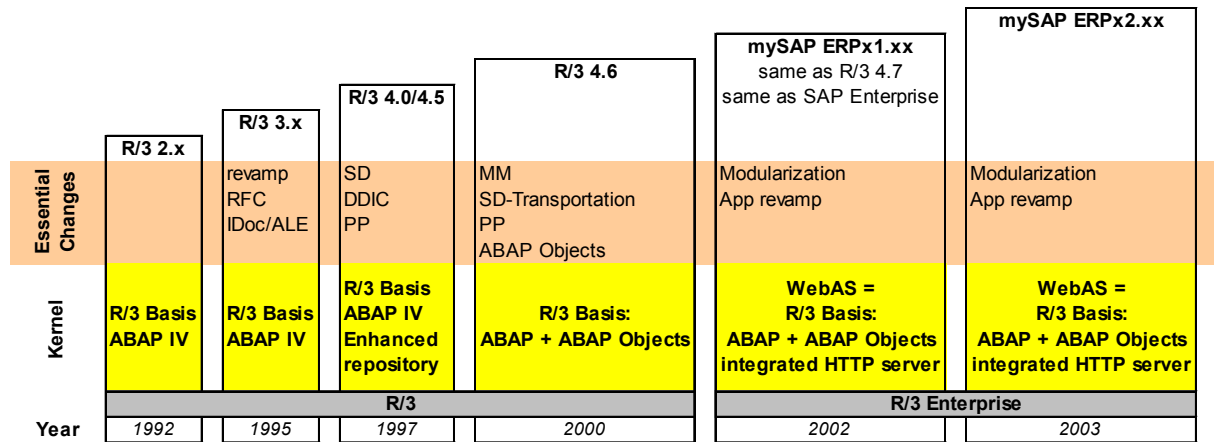 mySAP ERPx2.xx
mySAP ERPx1.xx
same as R/3 4.7
same as SAP Enterprise
R/3 4.6
R/3 4.0/4.5
R/3 3.x
R/3 2.x
Essential
Changes
revamp
RFC
IDoc/ALE
SD
DDIC
PP
MM
SD-Transportation
PP
ABAP Objects
Modularization
App revamp
Modularization
App revamp
Kernel
R/3 Basis
ABAP IV
R/3 Basis
ABAP IV
R/3 Basis
ABAP IV
Enhanced
repository
R/3 Basis:
ABAP + ABAP Objects
WebAS =
R/3 Basis:
ABAP + ABAP Objects
integrated HTTP server
WebAS =
R/3 Basis:
ABAP + ABAP Objects
integrated HTTP server
R/3
R/3 Enterprise
Year
1992
1995
1997
2000
2002
2003